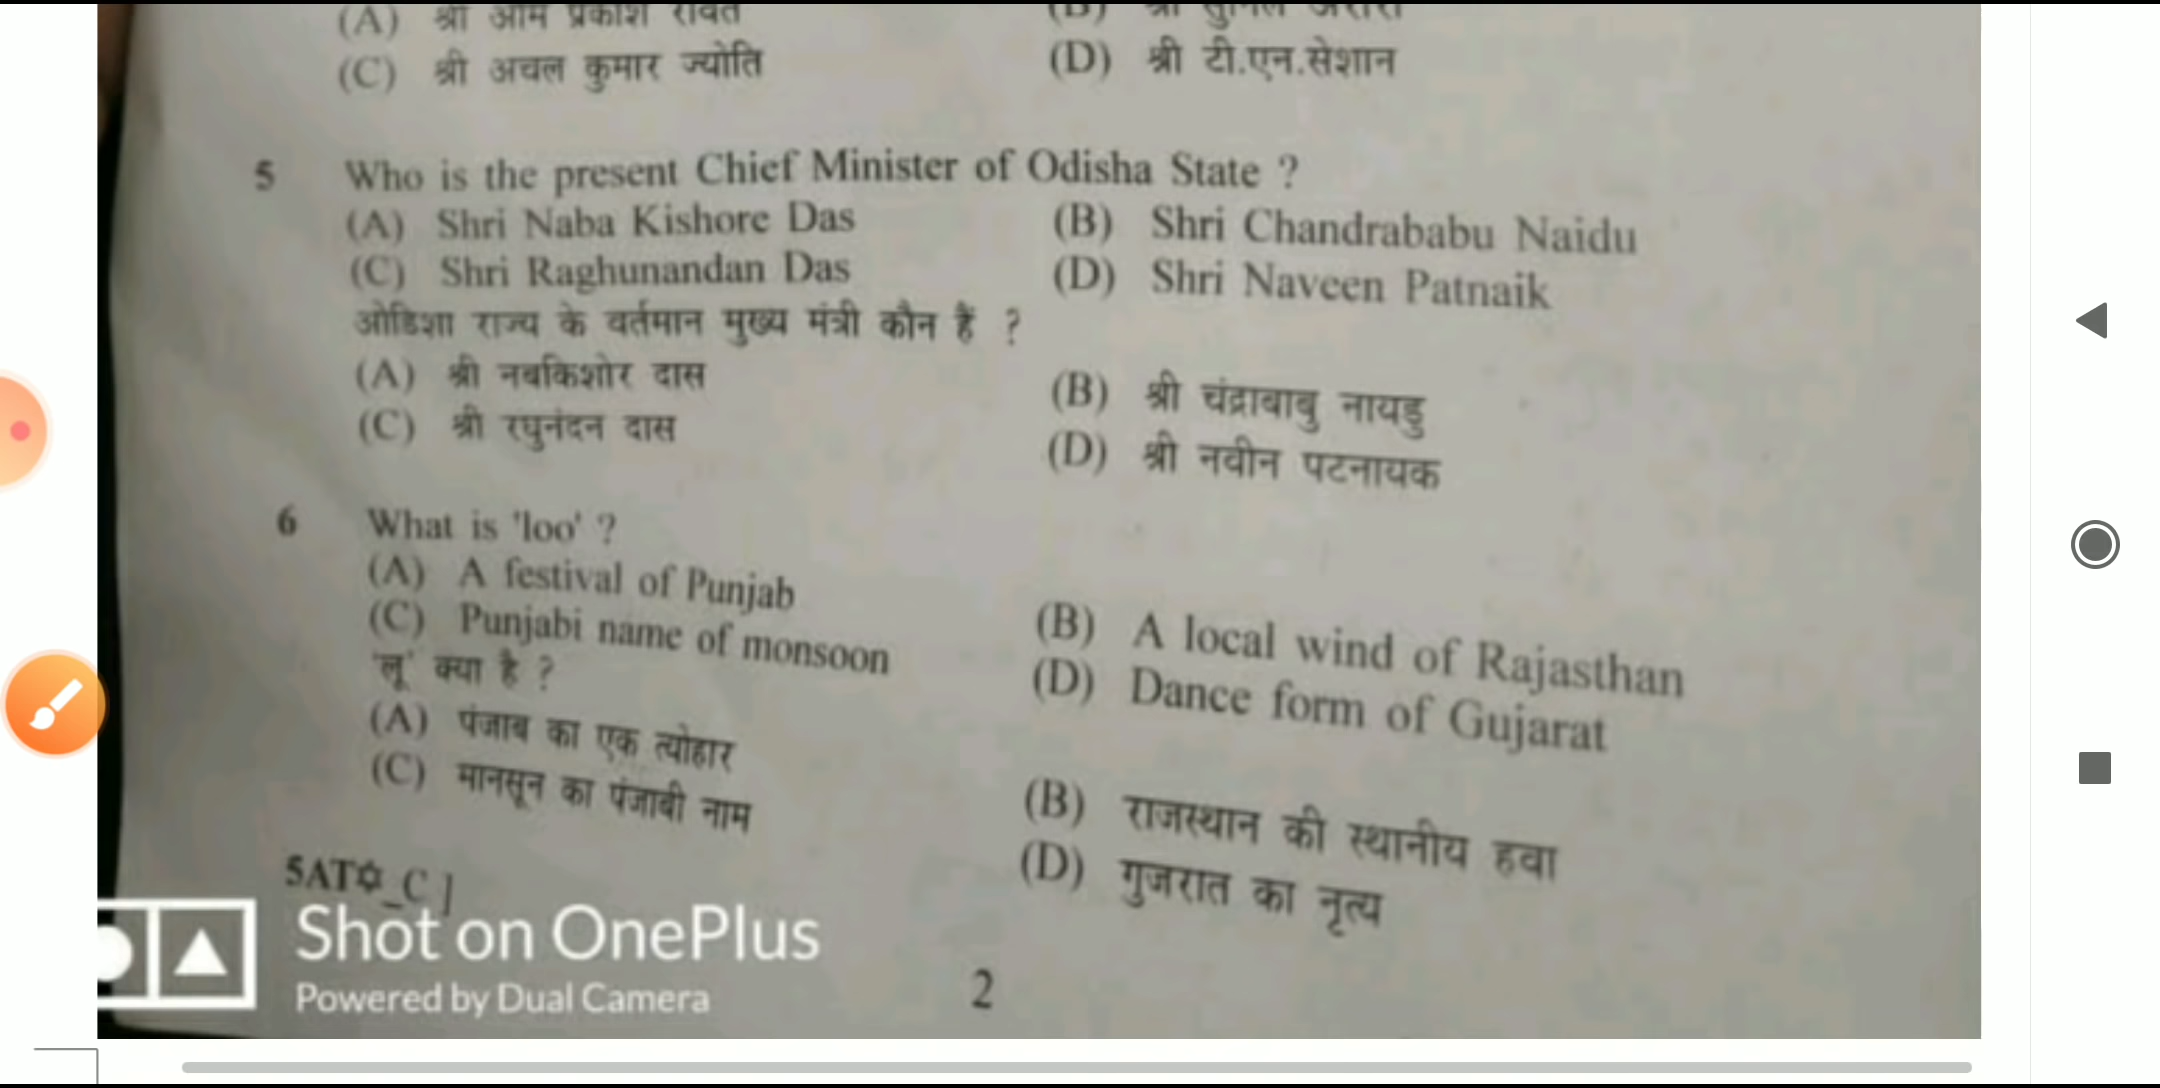 (A) श्री ओम प्रकाश रावत
(B) श्री सुनिल अरोरा
(C) श्री अचल कुमार ज्योति
(D) श्री टी.एन.सेशान
5 Who is the present Chief Minister of Odisha State ?
(A) Shri Naba Kishore Das
(B) Shri Chandrababu Naidu
(C) Shri Raghunandan Das
(D) Shri Naveen Patnaik
ओडिशा राज्य के वर्तमान मुख्य मंत्री कौन हैं ?
(A) श्री नबकिशोर दास
(B) श्री चंद्राबाबु नायडु
(C) श्री रघुनंदन दास
(D) श्री नवीन पटनायक
6 What is 'loo' ?
(A) A festival of Punjab
(B) A local wind of Rajasthan
(C) Punjabi name of monsoon
(D) Dance form of Gujarat
'लू' क्या है ?
(A) पंजाब का एक त्योहार
(B) राजस्थान की स्थानीय हवा
(C) मानसून का पंजाबी नाम
(D) गुजरात का नृत्य
5AT✡_C ]
2
Shot on OnePlus
Powered by Dual Camera